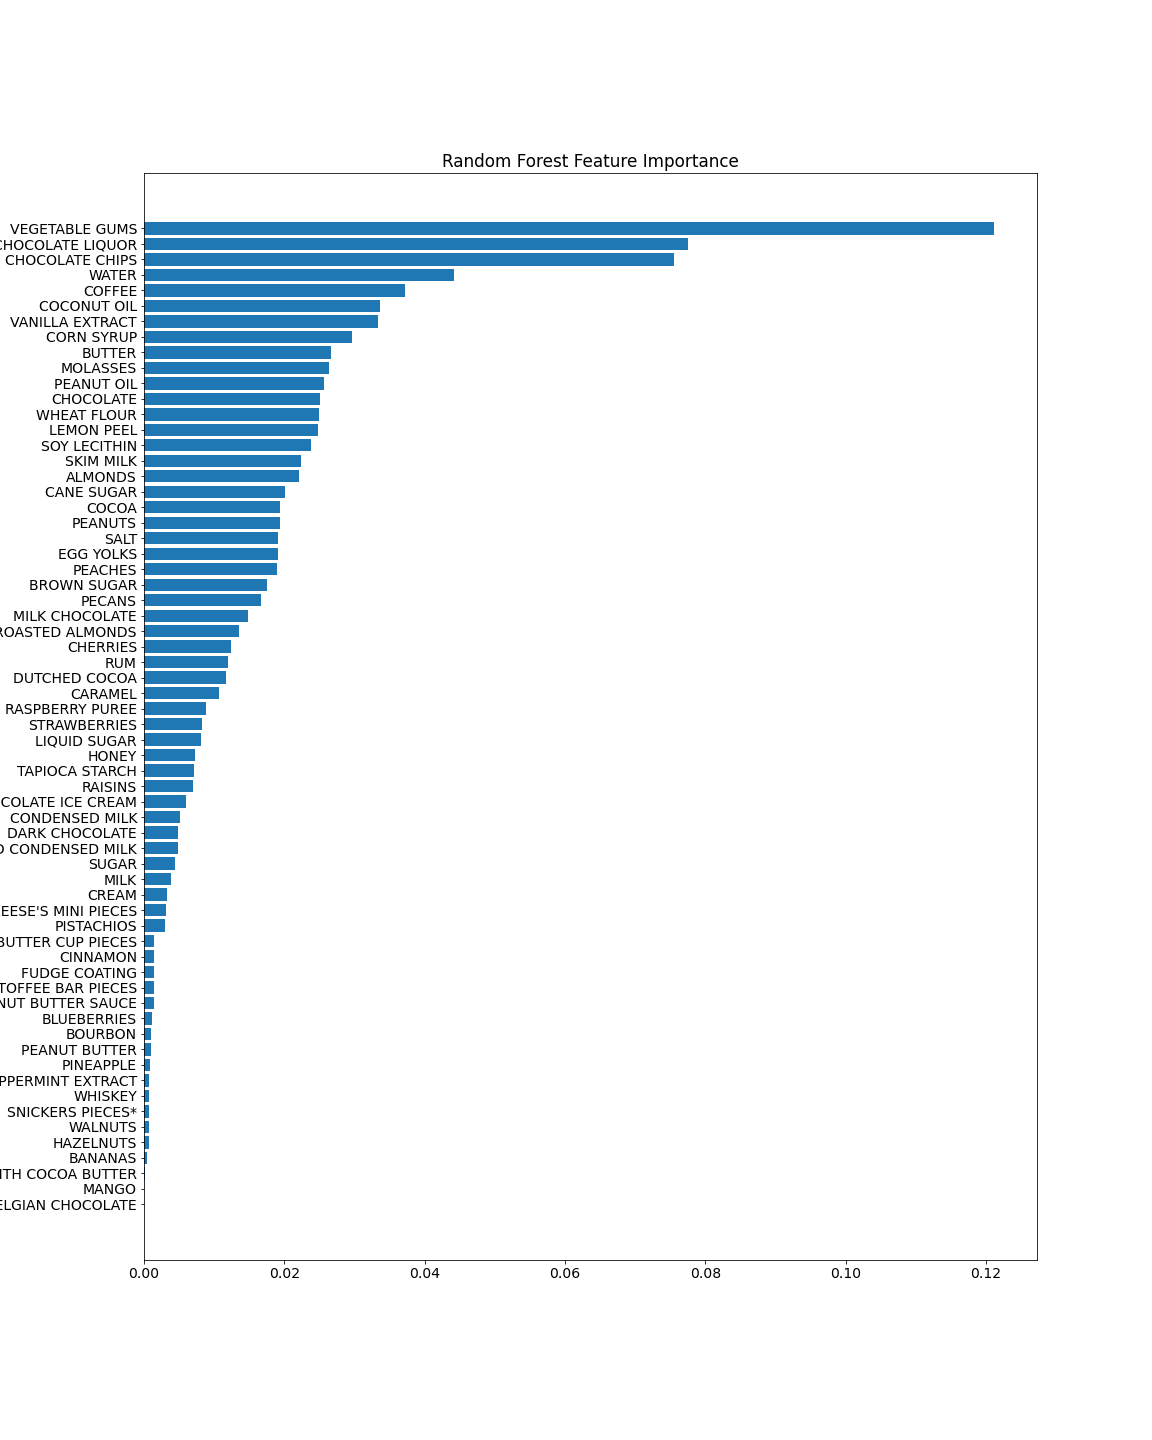 Random Forest Feature Importance
VEGETABLE GUMS
CHOCOLATE LIQUOR
CHOCOLATE CHIPS
WATER
COFFEE
COCONUT OIL
VANILLA EXTRACT
CORN SYRUP
BUTTER
MOLASSES
PEANUT OIL
CHOCOLATE
WHEAT FLOUR
LEMON PEEL
SOY LECITHIN
SKIM MILK
ALMONDS
CANE SUGAR
COCOA
PEANUTS
SALT
EGG YOLKS
PEACHES
BROWN SUGAR
PECANS
MILK CHOCOLATE
ROASTED ALMONDS
CHERRIES
RUM
DUTCHED COCOA
CARAMEL
RASPBERRY PUREE
STRAWBERRIES
LIQUID SUGAR
HONEY
TAPIOCA STARCH
RAISINS
COLATE ICE CREAM
CONDENSED MILK
DARK CHOCOLATE
D CONDENSED MILK
SUGAR
MILK
CREAM
EESE'S MINI PIECES
PISTACHIOS
BUTTER CUP PIECES
CINNAMON
FUDGE COATING
TOFFEE BAR PIECES
NUT BUTTER SAUCE
BLUEBERRIES
BOURBON
PEANUT BUTTER
PINEAPPLE
PPERMINT EXTRACT
WHISKEY
SNICKERS PIECES*
WALNUTS
HAZELNUTS
BANANAS
ITH COCOA BUTTER
MANGO
ELGIAN CHOCOLATE
0.00 0.02 0.04 0.06 0.08 0.10 0.12